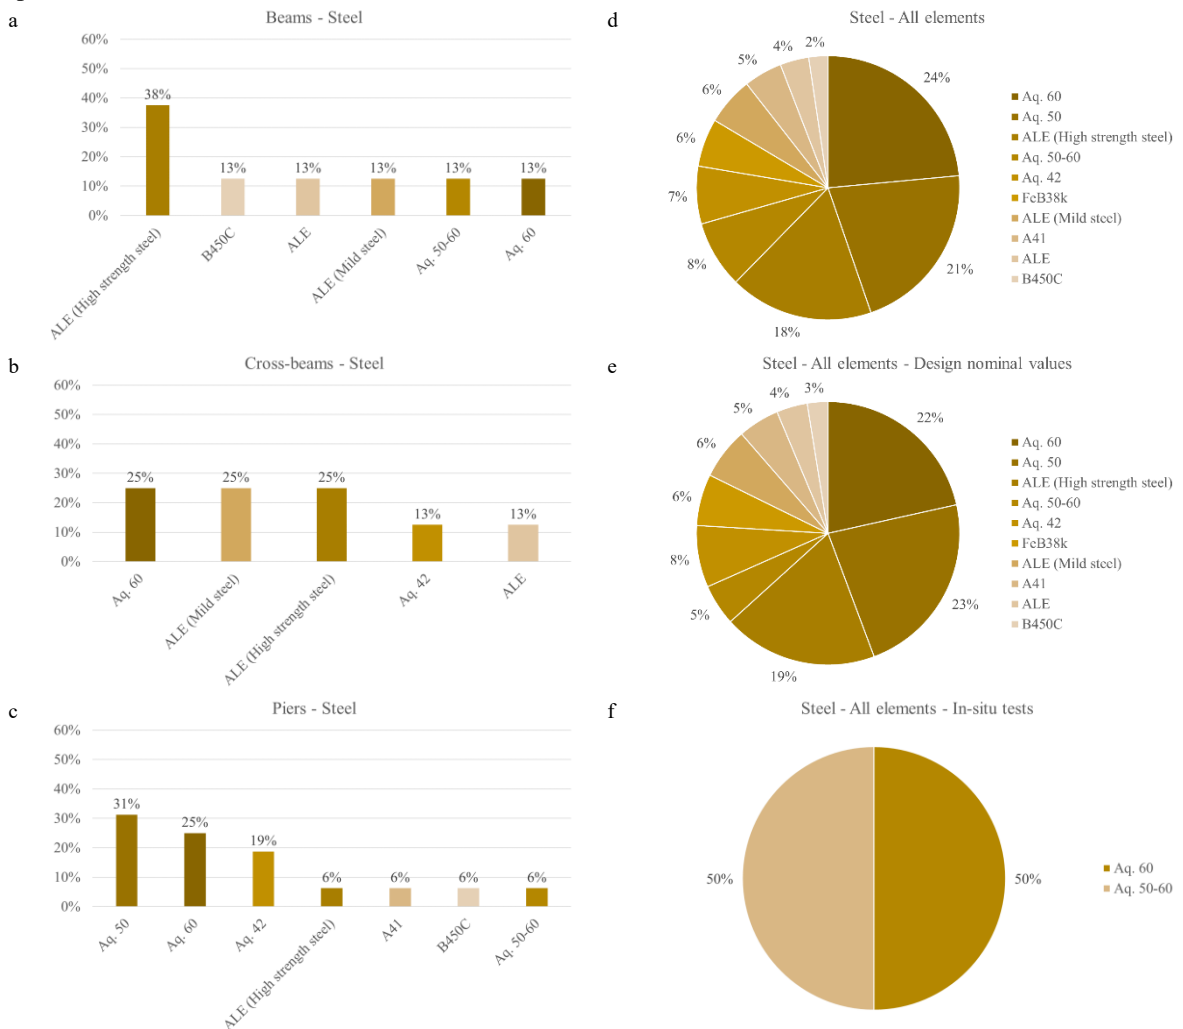 a
Beams - Steel
60%
50%
40%
30%
20%
10%
0%
38%
13%
13%
13%
13%
13%
ALE (High strength steel)
B450C
ALE
ALE (Mild steel)
Aq. 50-60
Aq. 60
b
Cross-beams - Steel
60%
50%
40%
30%
20%
10%
0%
25%
25%
25%
13%
13%
Aq. 60
ALE (Mild steel)
ALE (High strength steel)
Aq. 42
ALE
c
Piers - Steel
60%
50%
40%
30%
20%
10%
0%
31%
25%
19%
6%
6%
6%
6%
Aq. 50
Aq. 60
Aq. 42
ALE (High strength steel)
A41
B450C
Aq. 50-60
d
Steel - All elements
24%
21%
18%
8%
7%
6%
6%
5%
4%
2%
Aq. 60
Aq. 50
ALE (High strength steel)
Aq. 50-60
Aq. 42
FeB38k
ALE (Mild steel)
A41
ALE
B450C
e
Steel - All elements - Design nominal values
22%
23%
19%
5%
8%
6%
6%
5%
4%
3%
Aq. 60
Aq. 50
ALE (High strength steel)
Aq. 50-60
Aq. 42
FeB38k
ALE (Mild steel)
A41
ALE
B450C
f
Steel - All elements - In-situ tests
50%
50%
Aq. 60
Aq. 50-60